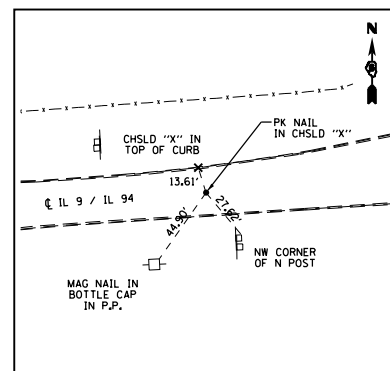 N
PK NAIL
IN CHSLD "X"
CHSLD "X" IN
TOP OF CURB
13.61'
℄ IL 9 / IL 94
44.90'
27.62'
NW CORNER
OF N POST
MAG NAIL IN
BOTTLE CAP
IN P.P.